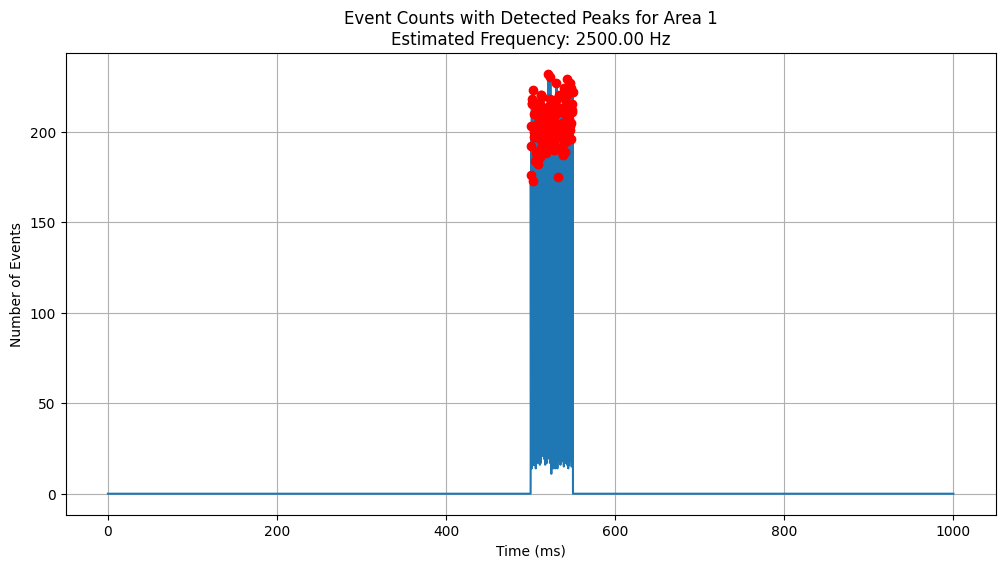 Event Counts with Detected Peaks for Area 1
Estimated Frequency: 2500.00 Hz
Number of Events
200
150
100
50
0
0 200 400 600 800 1000
Time (ms)